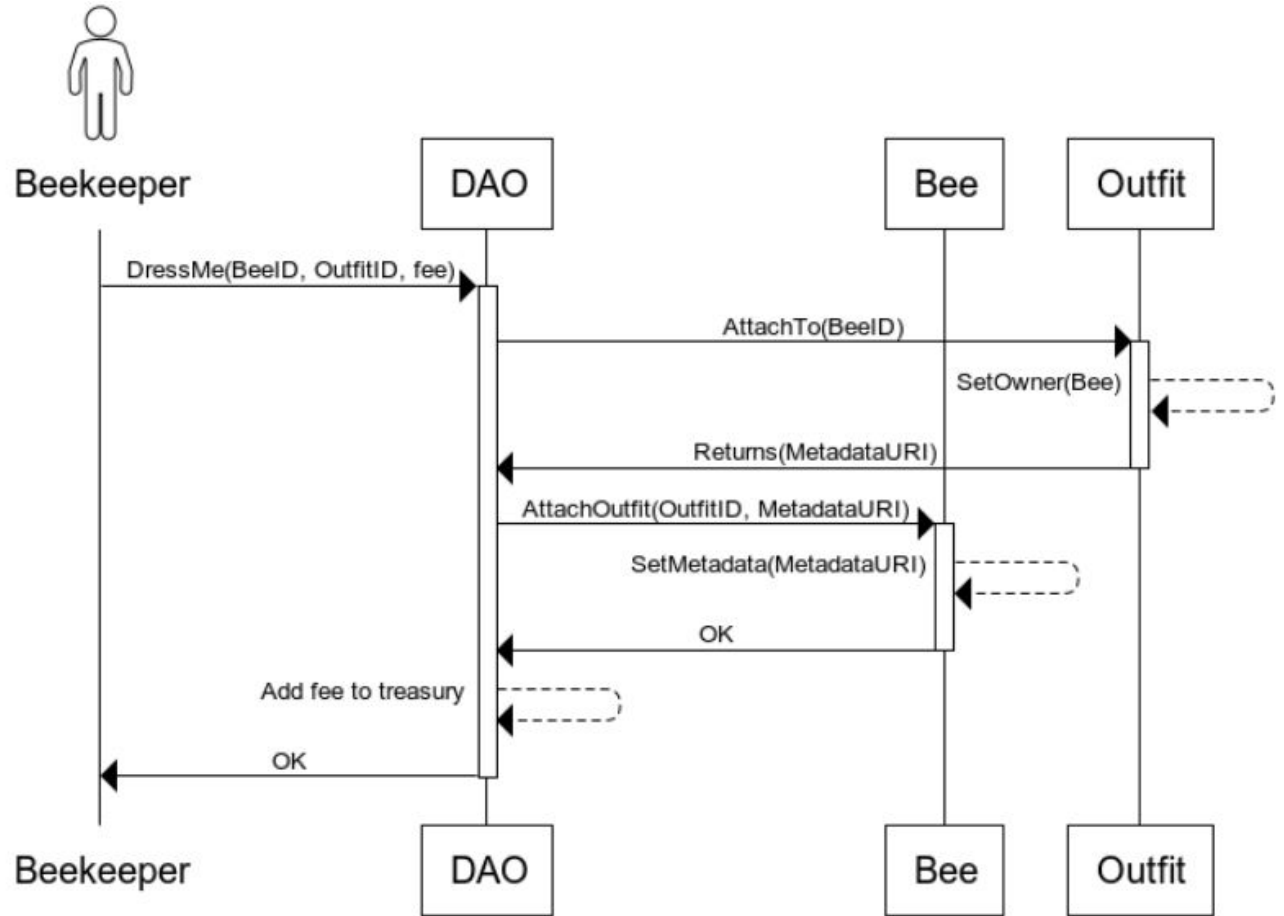 Beekeeper
DAO
Bee
Outfit
DressMe(BeeID, OutfitID, fee)
AttachTo(BeeID)
SetOwner(Bee)
Returns(MetadataURI)
AttachOutfit(OutfitID, MetadataURI)
SetMetadata(MetadataURI)
OK
Add fee to treasury
OK
Beekeeper
DAO
Bee
Outfit